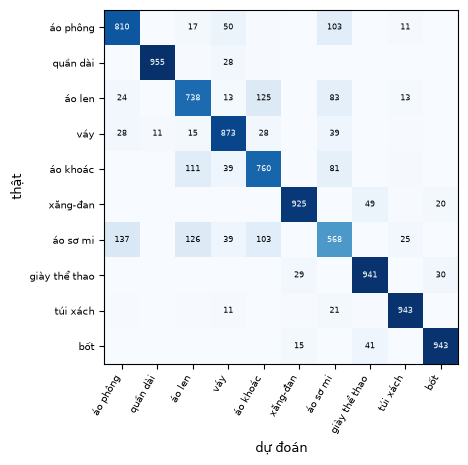 áo phông 810 17 50 103 11
quần dài 955 28
áo len 24 738 13 125 83 13
váy 28 11 15 873 28 39
áo khoác 111 39 760 81
xăng-đan 925 49 20
áo sơ mi 137 126 39 103 568 25
giày thể thao 29 941 30
túi xách 11 21 943
bốt 15 41 943
thật
áo phông quần dài áo len váy áo khoác xăng-đan áo sơ mi giày thể thao túi xách bốt
dự đoán